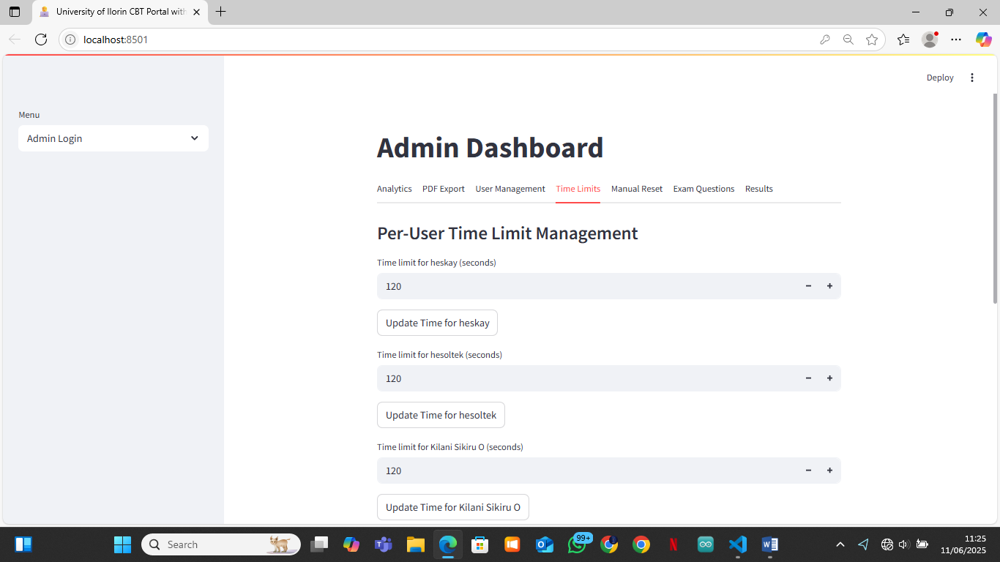 University of Ilorin CBT Portal with
localhost:8501
Deploy
Menu
Admin Login
Admin Dashboard
Analytics PDF Export User Management Time Limits Manual Reset Exam Questions Results
Per-User Time Limit Management
Time limit for heskay (seconds)
120
Update Time for heskay
Time limit for hesoltek (seconds)
120
Update Time for hesoltek
Time limit for Kilani Sikiru O (seconds)
120
Update Time for Kilani Sikiru O
Search
99+
11:25
11/06/2025